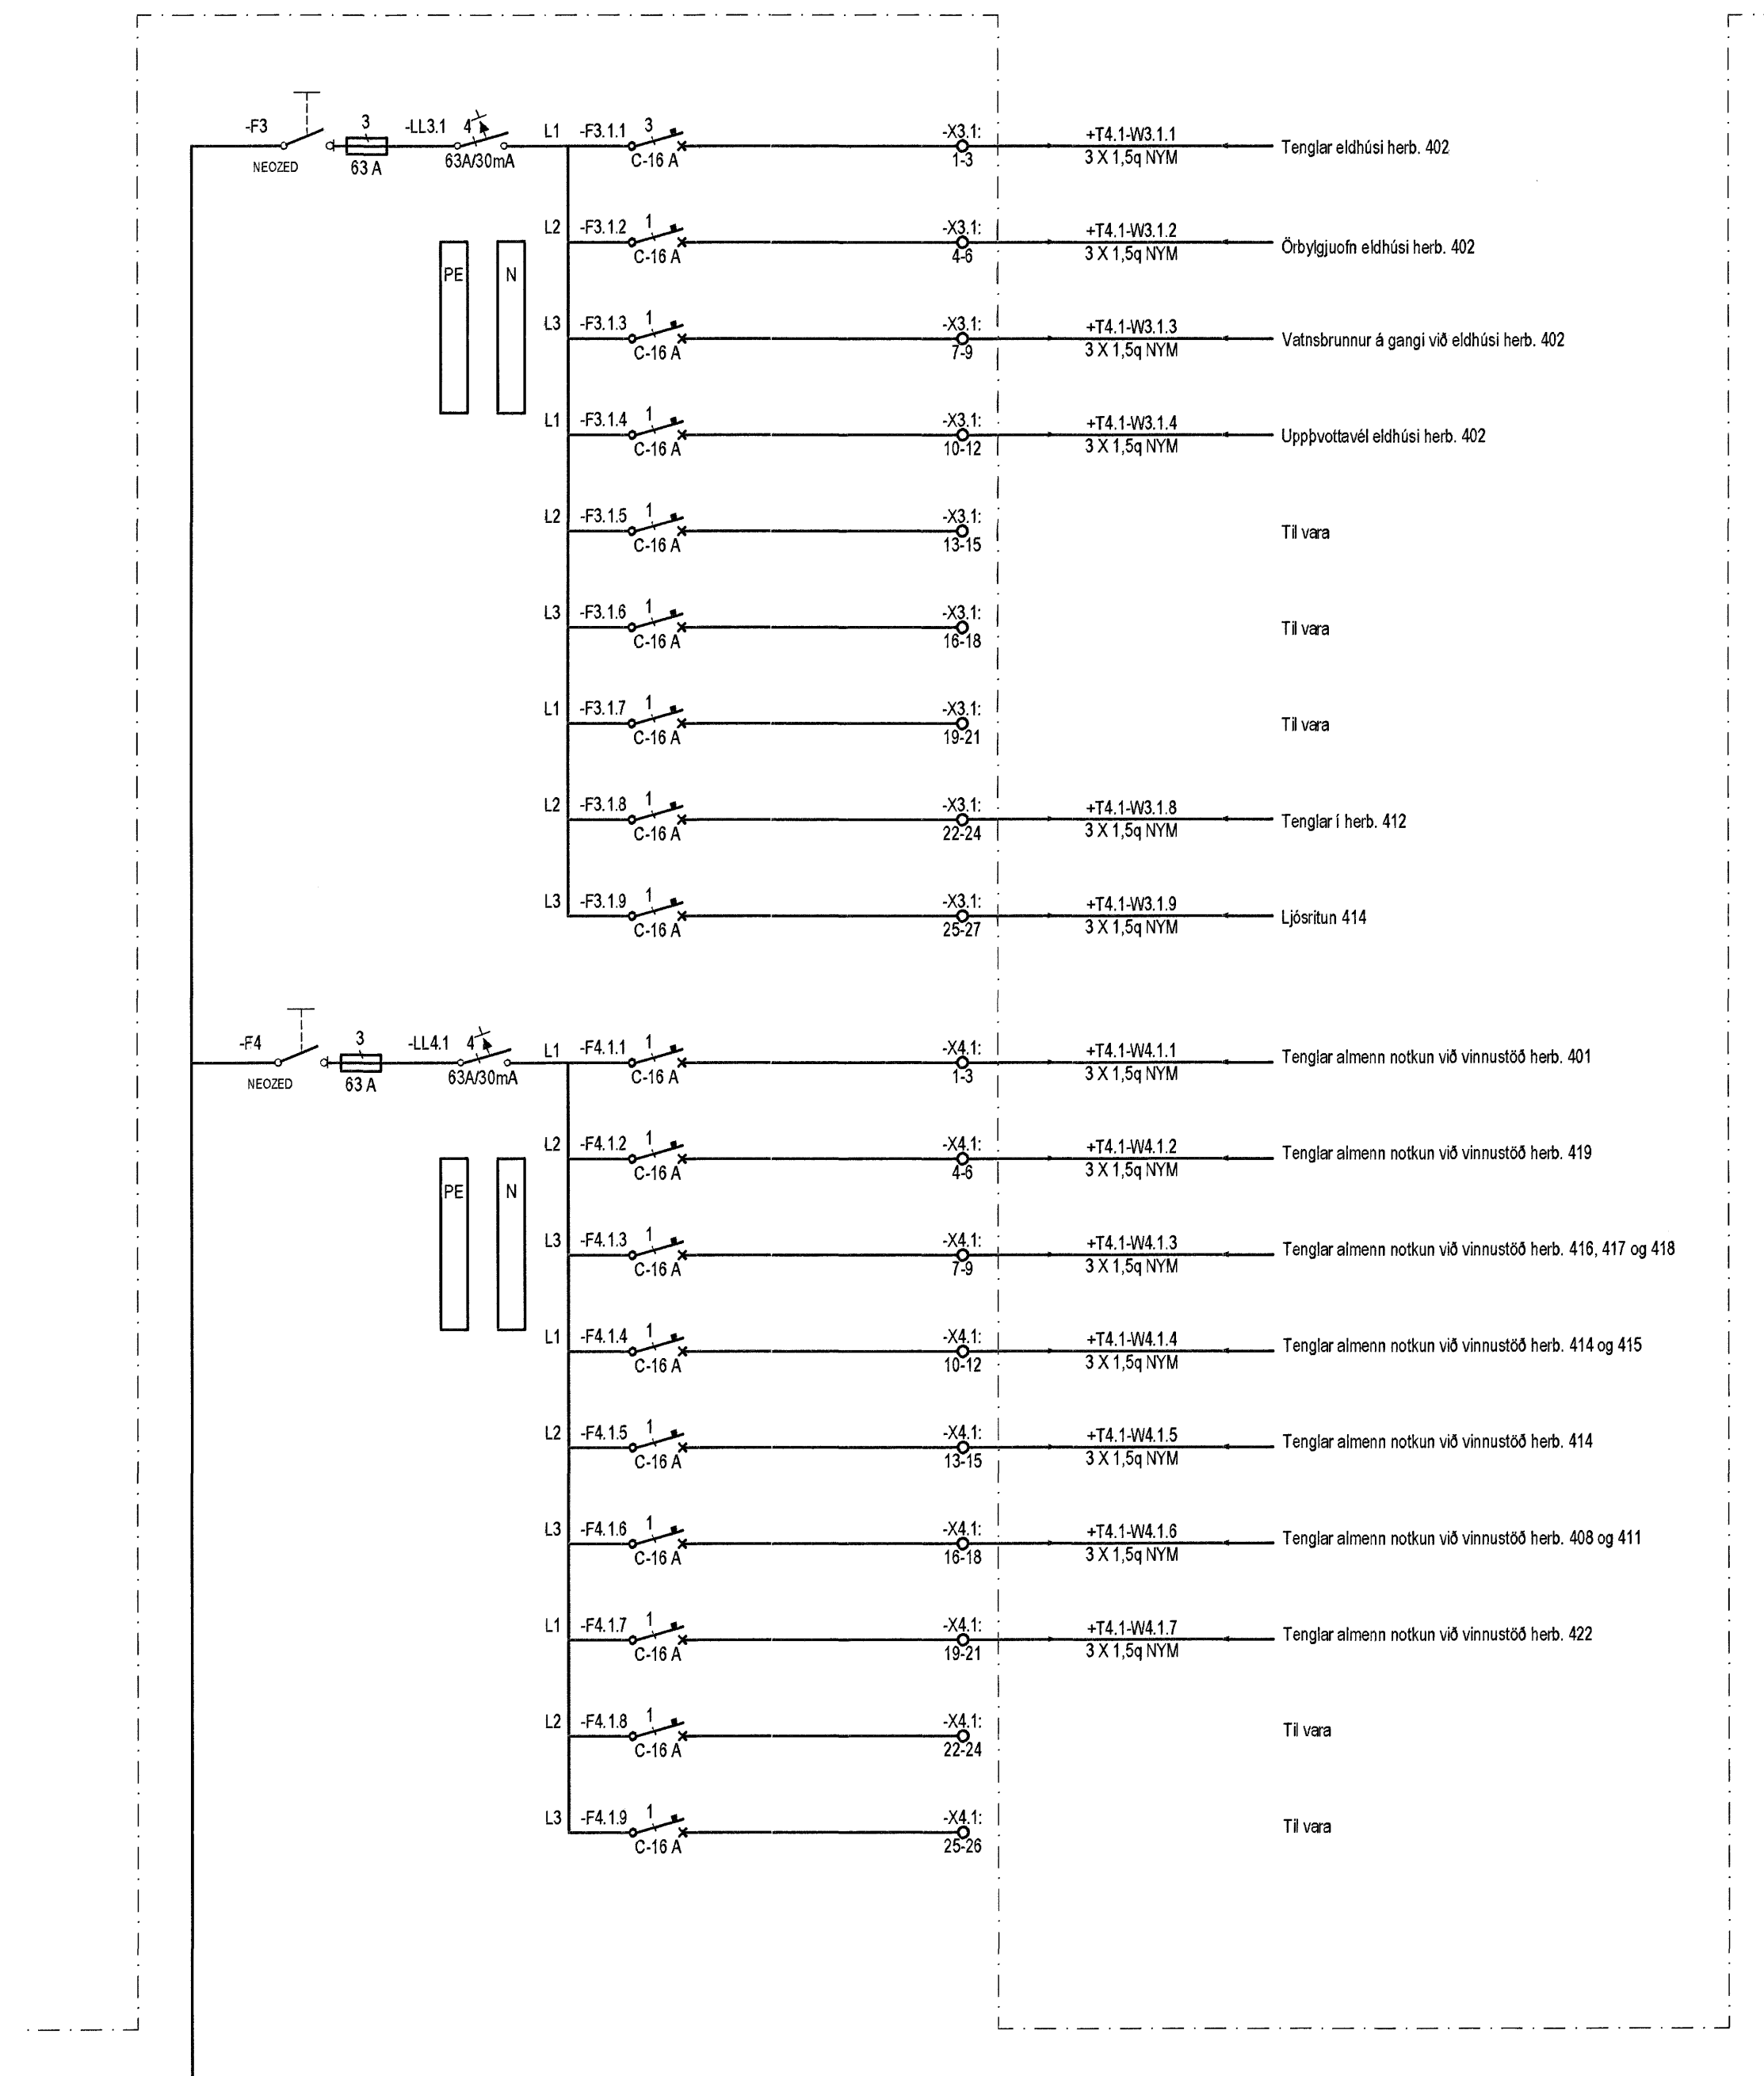 -F3 3 -LL3.1 4 L1 -F3.1.1 3 -X3.1: +T4.1-W3.1.1 Tenglar eldhúsi herb. 402
NEOZED 63 A 63A/30mA C-16 A 1-3 3 X 1,5q NYM
L2 -F3.1.2 1 -X3.1: +T4.1-W3.1.2 Örbylgjuofn eldhúsi herb. 402
C-16 A 4-6 3 X 1,5q NYM
PE N
L3 -F3.1.3 1 -X3.1: +T4.1-W3.1.3 Vatnsbrunnur á gangi við eldhúsi herb. 402
C-16 A 7-9 3 X 1,5q NYM
L1 -F3.1.4 1 -X3.1: +T4.1-W3.1.4 Uppþvottavél eldhúsi herb. 402
C-16 A 10-12 3 X 1,5q NYM
L2 -F3.1.5 1 -X3.1: Til vara
C-16 A 13-15
L3 -F3.1.6 1 -X3.1: Til vara
C-16 A 16-18
L1 -F3.1.7 1 -X3.1: Til vara
C-16 A 19-21
L2 -F3.1.8 1 -X3.1: +T4.1-W3.1.8 Tenglar í herb. 412
C-16 A 22-24 3 X 1,5q NYM
L3 -F3.1.9 1 -X3.1: +T4.1-W3.1.9 Ljósritun 414
C-16 A 25-27 3 X 1,5q NYM
-F4 3 -LL4.1 4 L1 -F4.1.1 1 -X4.1: +T4.1-W4.1.1 Tenglar almenn notkun við vinnustöð herb. 401
NEOZED 63 A 63A/30mA C-16 A 1-3 3 X 1,5q NYM
L2 -F4.1.2 1 -X4.1: +T4.1-W4.1.2 Tenglar almenn notkun við vinnustöð herb. 419
C-16 A 4-6 3 X 1,5q NYM
PE N
L3 -F4.1.3 1 -X4.1: +T4.1-W4.1.3 Tenglar almenn notkun við vinnustöð herb. 416, 417 og 418
C-16 A 7-9 3 X 1,5q NYM
L1 -F4.1.4 1 -X4.1: +T4.1-W4.1.4 Tenglar almenn notkun við vinnustöð herb. 414 og 415
C-16 A 10-12 3 X 1,5q NYM
L2 -F4.1.5 1 -X4.1: +T4.1-W4.1.5 Tenglar almenn notkun við vinnustöð herb. 414
C-16 A 13-15 3 X 1,5q NYM
L3 -F4.1.6 1 -X4.1: +T4.1-W4.1.6 Tenglar almenn notkun við vinnustöð herb. 408 og 411
C-16 A 16-18 3 X 1,5q NYM
L1 -F4.1.7 1 -X4.1: +T4.1-W4.1.7 Tenglar almenn notkun við vinnustöð herb. 422
C-16 A 19-21 3 X 1,5q NYM
L2 -F4.1.8 1 -X4.1: Til vara
C-16 A 22-24
L3 -F4.1.9 1 -X4.1: Til vara
C-16 A 25-26